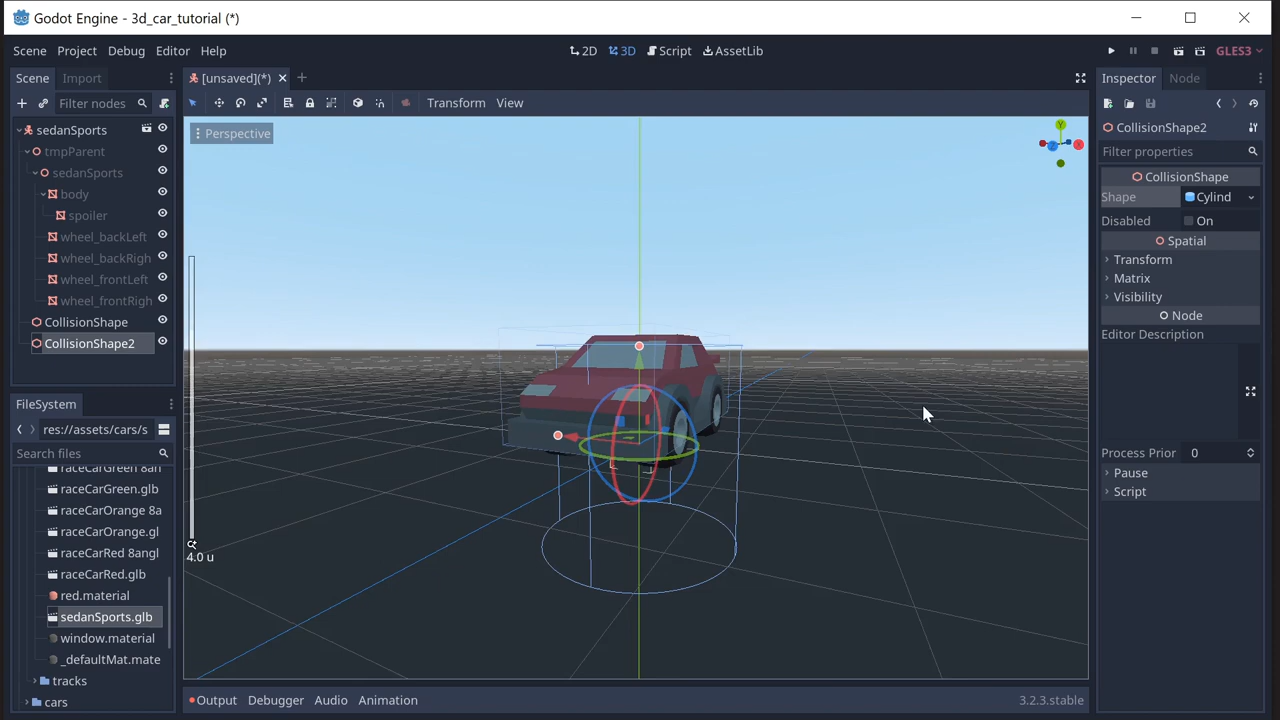 Godot Engine - 3d_car_tutorial (*)
Scene Project Debug Editor Help
2D 3D Script AssetLib
GLES3
Scene Import
[unsaved](*)
Inspector Node
Filter nodes
Transform View
CollisionShape2
Filter properties
sedanSports
tmpParent
sedanSports
body
spoiler
wheel_backLeft
wheel_backRigh
wheel_frontLeft
wheel_frontRigh
CollisionShape
CollisionShape2
FileSystem
res://assets/cars/s
Search files
raceCarGreen 8an
raceCarGreen.glb
raceCarOrange 8a
raceCarOrange.gl
raceCarRed 8angl
raceCarRed.glb
red.material
sedanSports.glb
window.material
_defaultMat.mate
tracks
cars
Perspective
Y
X
Z
4.0 u
CollisionShape
Shape Cylind
Disabled On
Spatial
Transform
Matrix
Visibility
Node
Editor Description
Process Prior 0
Pause
Script
Output Debugger Audio Animation
3.2.3.stable